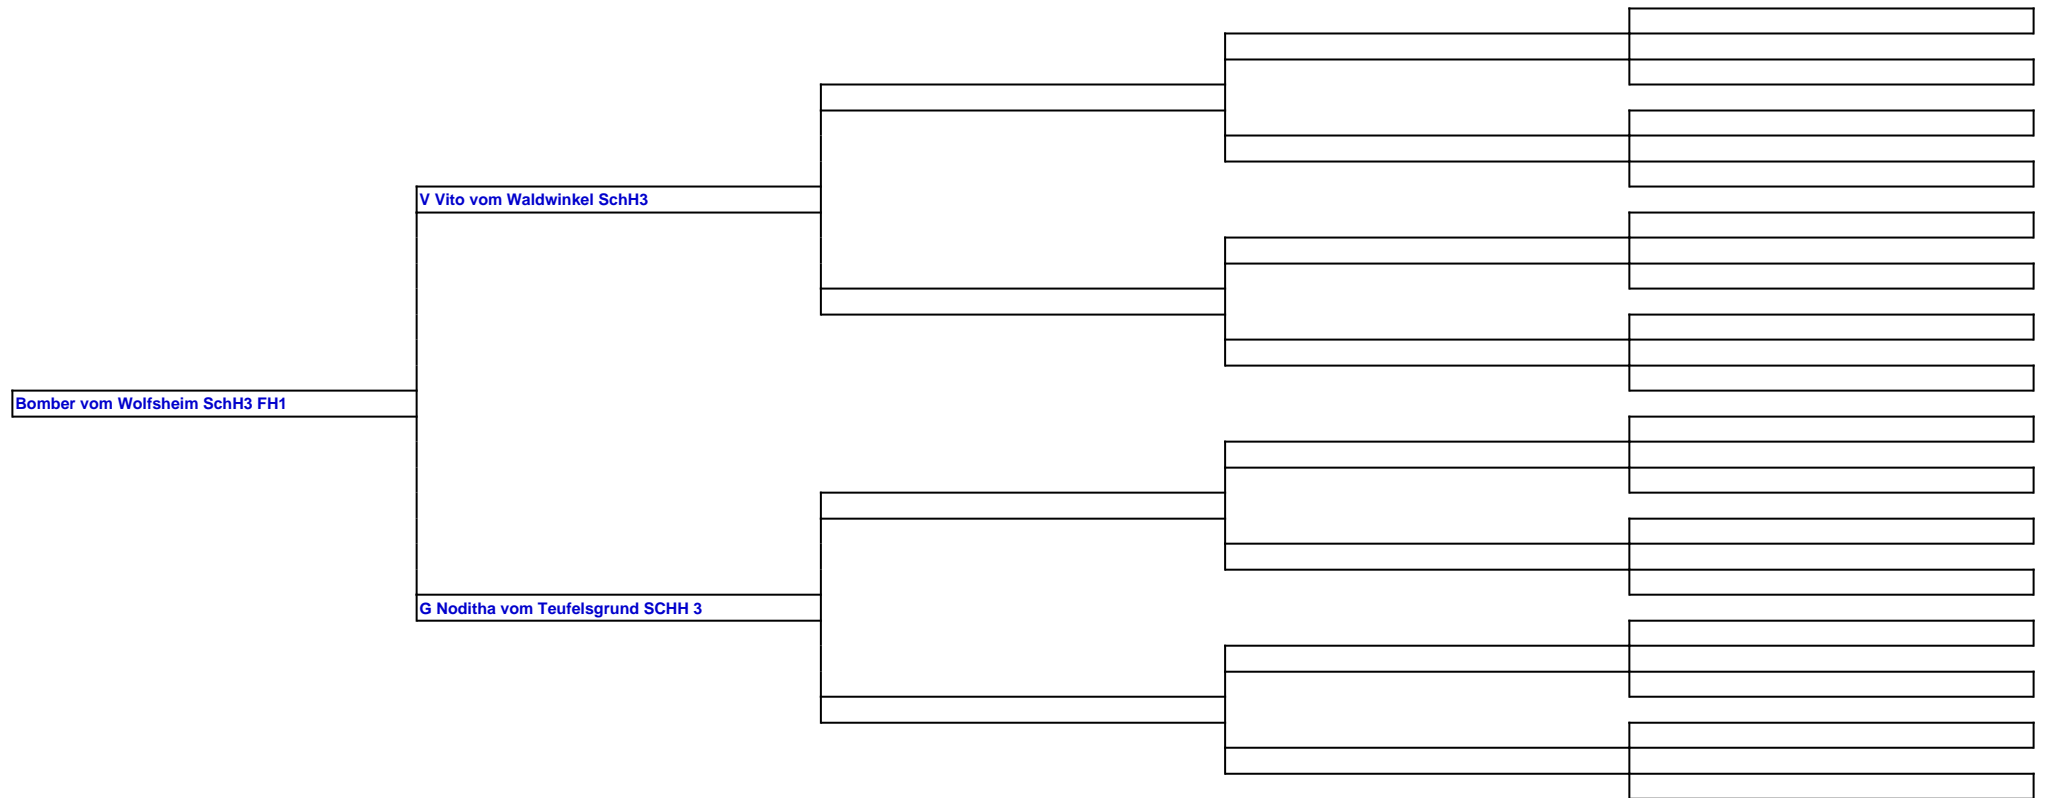 V Vito vom Waldwinkel SchH3
Bomber vom Wolfsheim SchH3 FH1
G Noditha vom Teufelsgrund SCHH 3